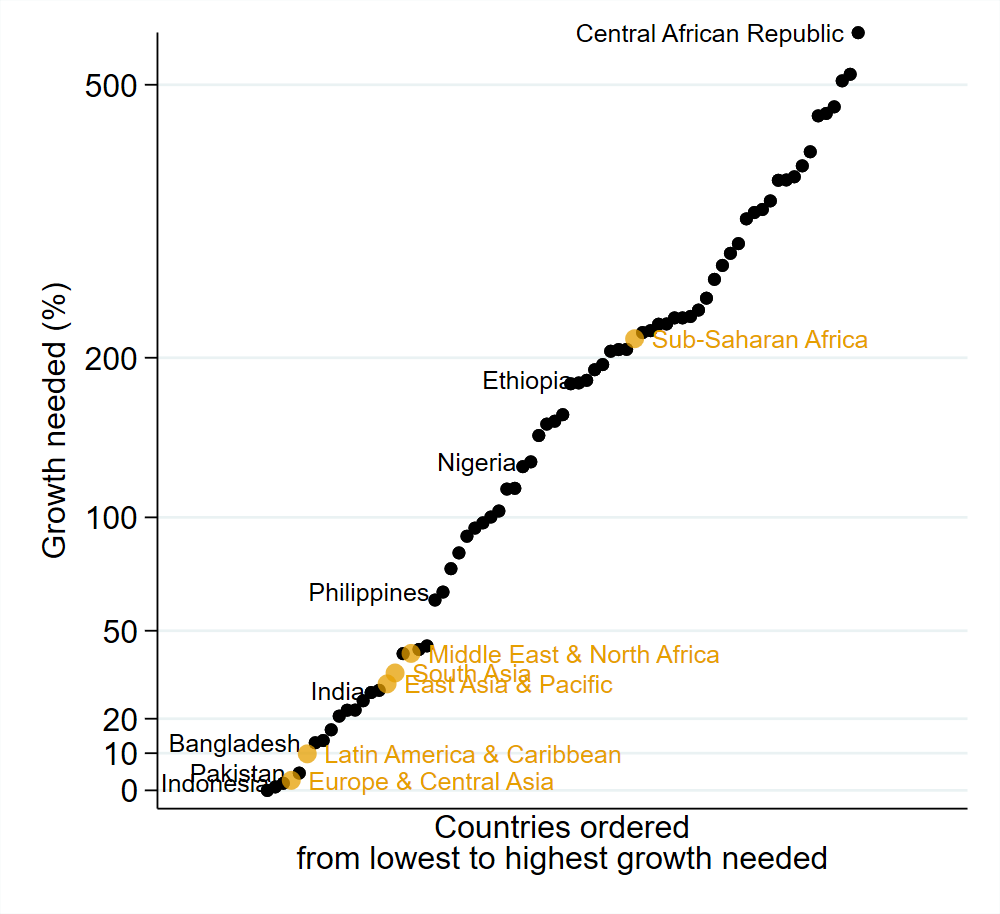 Central African Republic
500
Growth needed (%)
200
Sub-Saharan Africa
Ethiopia
Nigeria
100
Philippines
50
Middle East & North Africa
South Asia
East Asia & Pacific
India
20
Bangladesh
10
Latin America & Caribbean
Pakistan
Europe & Central Asia
Indonesia
0
Countries ordered
from lowest to highest growth needed